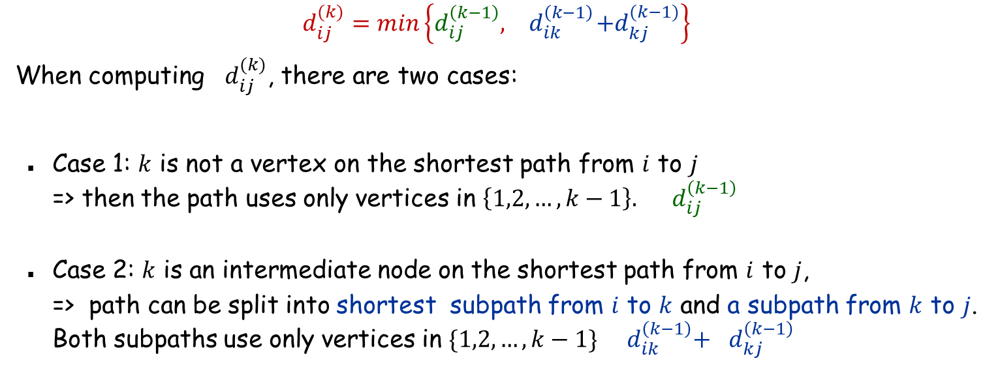 $d_{ij}^{(k)} = min\left\{d_{ij}^{(k-1)},\ d_{ik}^{(k-1)}+d_{kj}^{(k-1)}\right\}$
When computing $d_{ij}^{(k)}$, there are two cases:
▪ Case 1: $k$ is not a vertex on the shortest path from $i$ to $j$
=> then the path uses only vertices in $\{1,2,\ldots,k-1\}$. $d_{ij}^{(k-1)}$
▪ Case 2: $k$ is an intermediate node on the shortest path from $i$ to $j$,
=> path can be split into shortest subpath from $i$ to $k$ and a subpath from $k$ to $j$.
Both subpaths use only vertices in $\{1,2,\ldots,k-1\}$ $d_{ik}^{(k-1)}+ d_{kj}^{(k-1)}$